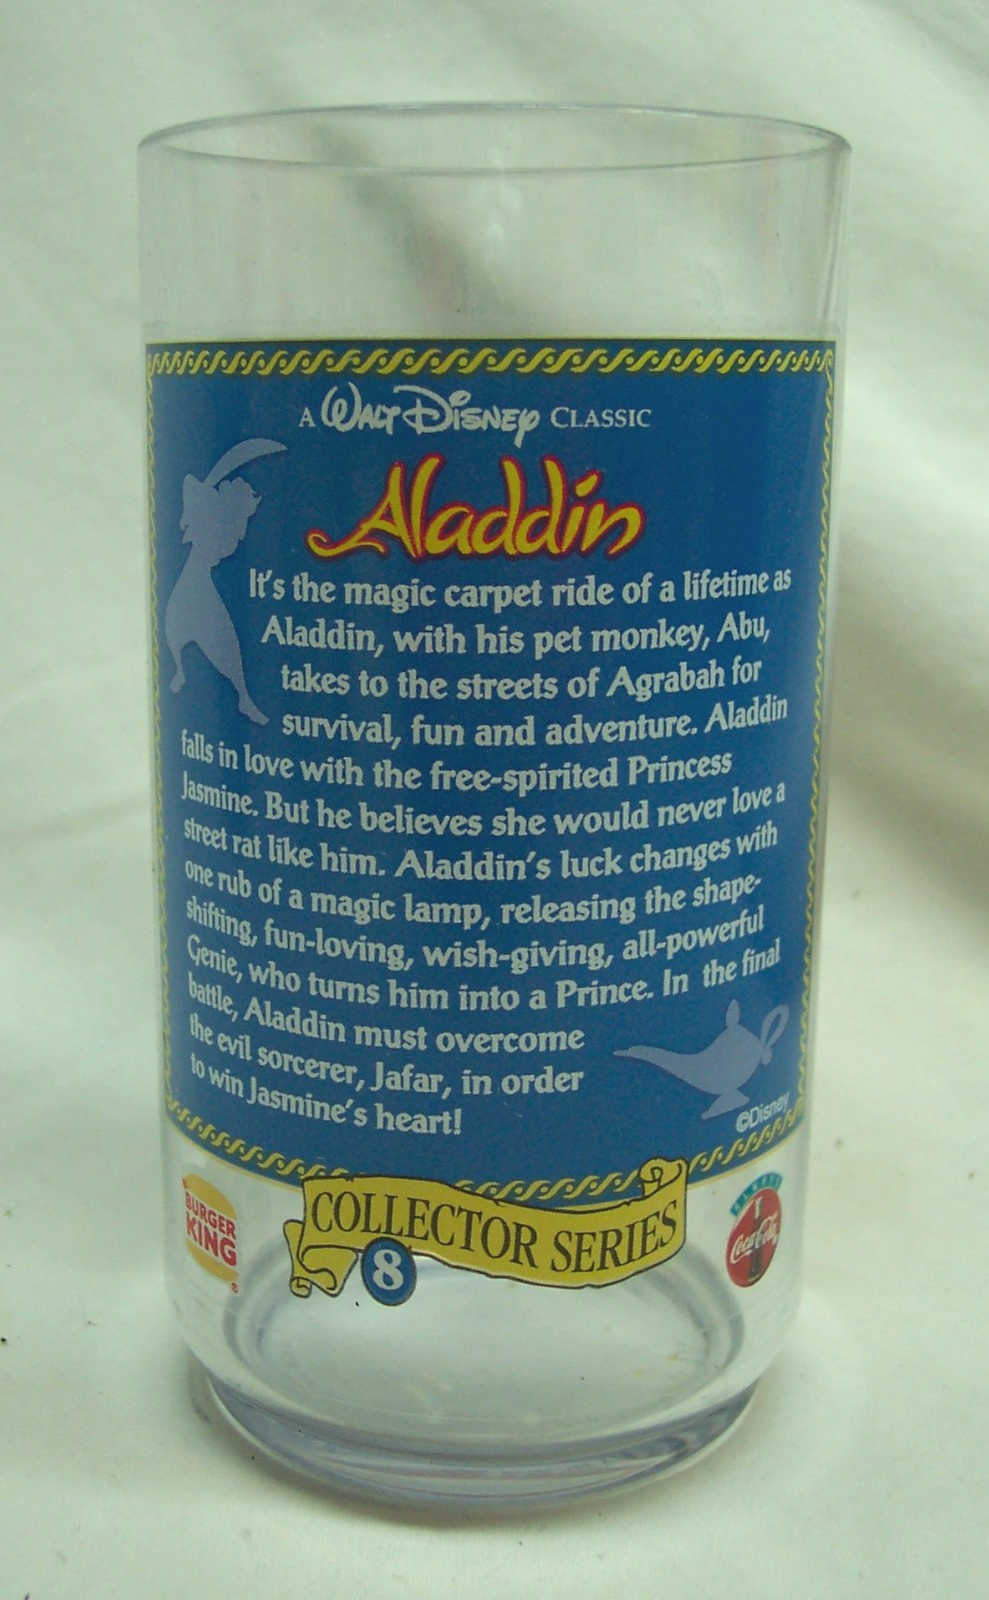 A WALT DISNEY CLASSIC
Aladdin
It's the magic carpet ride of a lifetime as
Aladdin, with his pet monkey, Abu,
takes to the streets of Agrabah for
survival, fun and adventure. Aladdin
falls in love with the free-spirited Princess
Jasmine. But he believes she would never love a
street rat like him. Aladdin's luck changes with
one rub of a magic lamp, releasing the shape-
shifting, fun-loving, wish-giving, all-powerful
Genie, who turns him into a Prince. In the final
battle, Aladdin must overcome
the evil sorcerer, Jafar, in order
to win Jasmine's heart!
©Disney
BURGER
KING®
COLLECTOR SERIES
8
ALWAYS
Coca-Cola